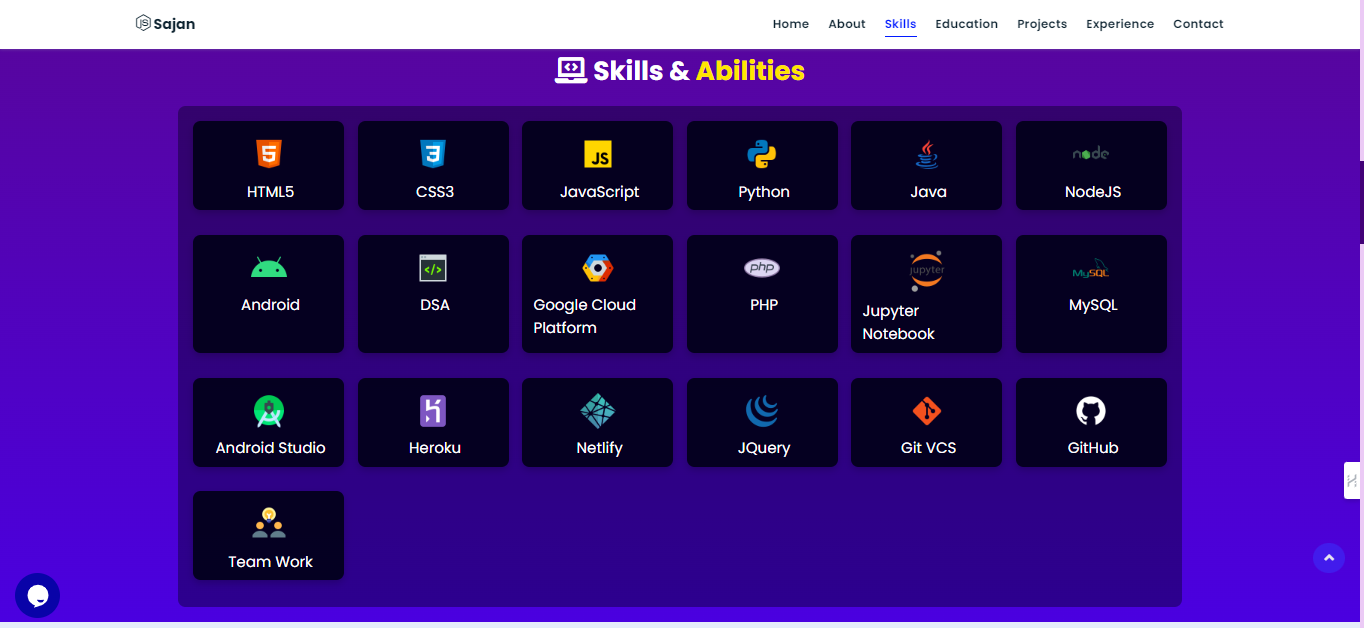 Sajan
Home About Skills Education Projects Experience Contact
Skills & Abilities
HTML5 CSS3 JavaScript Python Java NodeJS
Android DSA Google Cloud Platform PHP Jupyter Notebook MySQL
Android Studio Heroku Netlify JQuery Git VCS GitHub
Team Work
5
3
JS
node
php
jupyter
MySQL